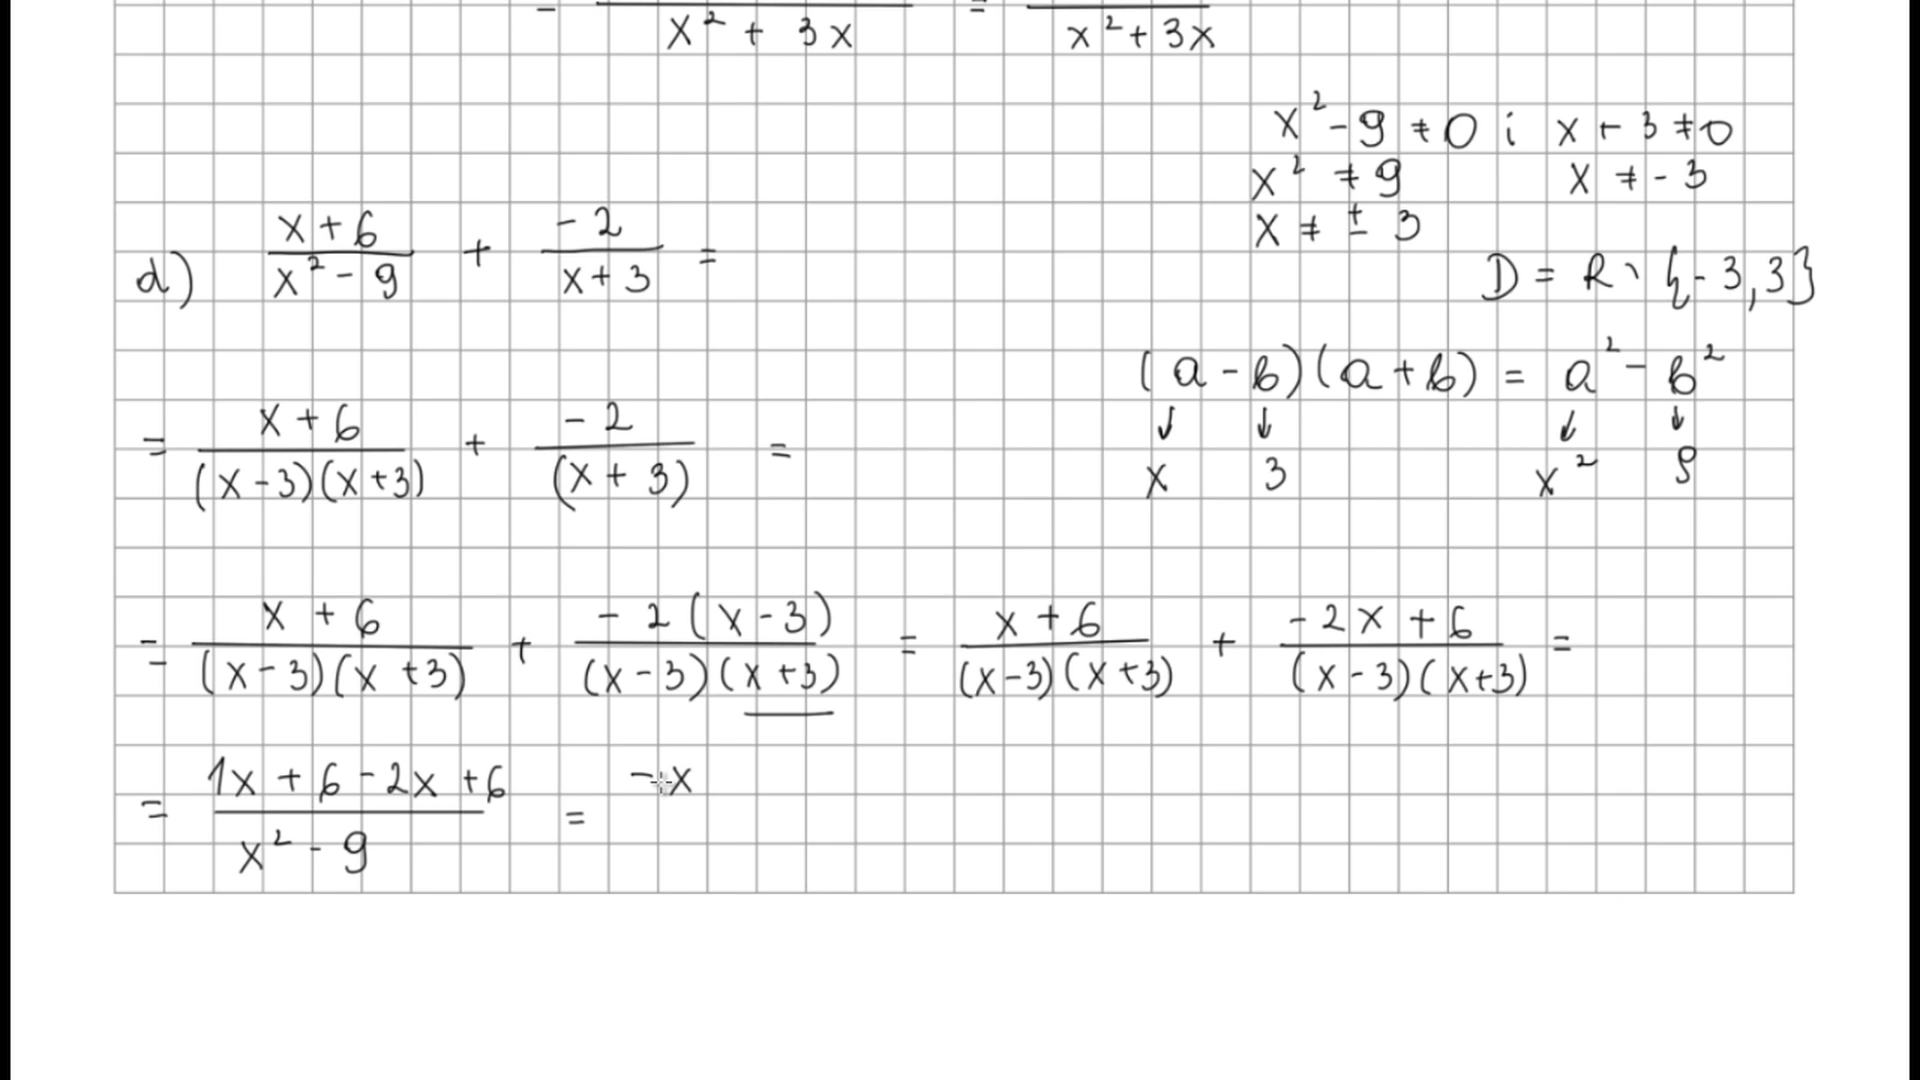 - ───── = ─────
x² + 3x x² + 3x
x² - 9 ≠ 0 i x + 3 ≠ 0
x² ≠ 9 x ≠ - 3
x ≠ ± 3
d) (x + 6)/(x² - 9) + (- 2)/(x + 3) =
D = R \ {- 3, 3}
(a - b)(a + b) = a² - b²
↓ ↓ ↓ ↓
x 3 x² 9
= (x + 6)/((x - 3)(x + 3)) + (- 2)/((x + 3)) =
= (x + 6)/((x - 3)(x + 3)) + (- 2(x - 3))/((x - 3)(x + 3)) = (x + 6)/((x - 3)(x + 3)) + (- 2x + 6)/((x - 3)(x + 3)) =
= (1x + 6 - 2x + 6)/(x² - 9) = - x